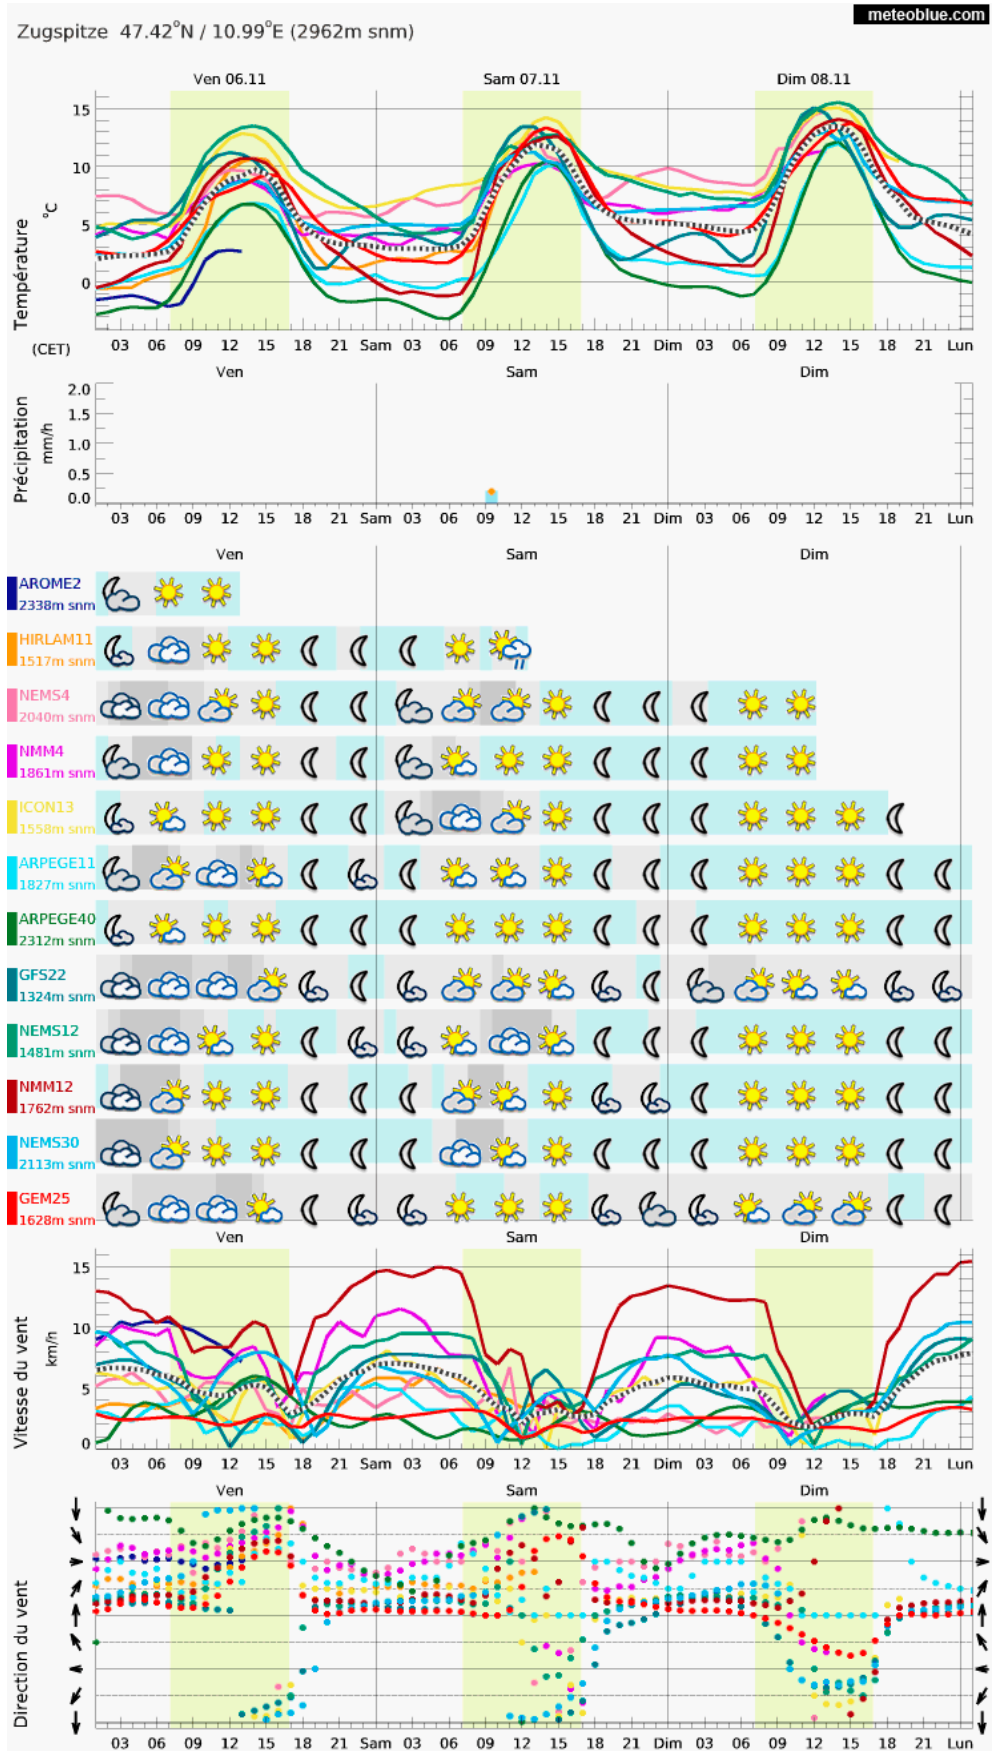 meteoblue.com
Zugspitze 47.42°N / 10.99°E (2962m snm)
Ven 06.11 Sam 07.11 Dim 08.11
Température
°C
15
10
5
0
(CET)
03 06 09 12 15 18 21 Sam 03 06 09 12 15 18 21 Dim 03 06 09 12 15 18 21 Lun
Ven Sam Dim
Précipitation
mm/h
2.0
1.5
1.0
0.5
0.0
03 06 09 12 15 18 21 Sam 03 06 09 12 15 18 21 Dim 03 06 09 12 15 18 21 Lun
Ven Sam Dim
AROME2
2338m snm
HIRLAM11
1517m snm
NEMS4
2040m snm
NMM4
1861m snm
ICON13
1558m snm
ARPEGE11
1827m snm
ARPEGE40
2312m snm
GFS22
1324m snm
NEMS12
1481m snm
NMM12
1762m snm
NEMS30
2113m snm
GEM25
1628m snm
Ven Sam Dim
Vitesse du vent
km/h
15
10
5
0
03 06 09 12 15 18 21 Sam 03 06 09 12 15 18 21 Dim 03 06 09 12 15 18 21 Lun
Ven Sam Dim
Direction du vent
03 06 09 12 15 18 21 Sam 03 06 09 12 15 18 21 Dim 03 06 09 12 15 18 21 Lun